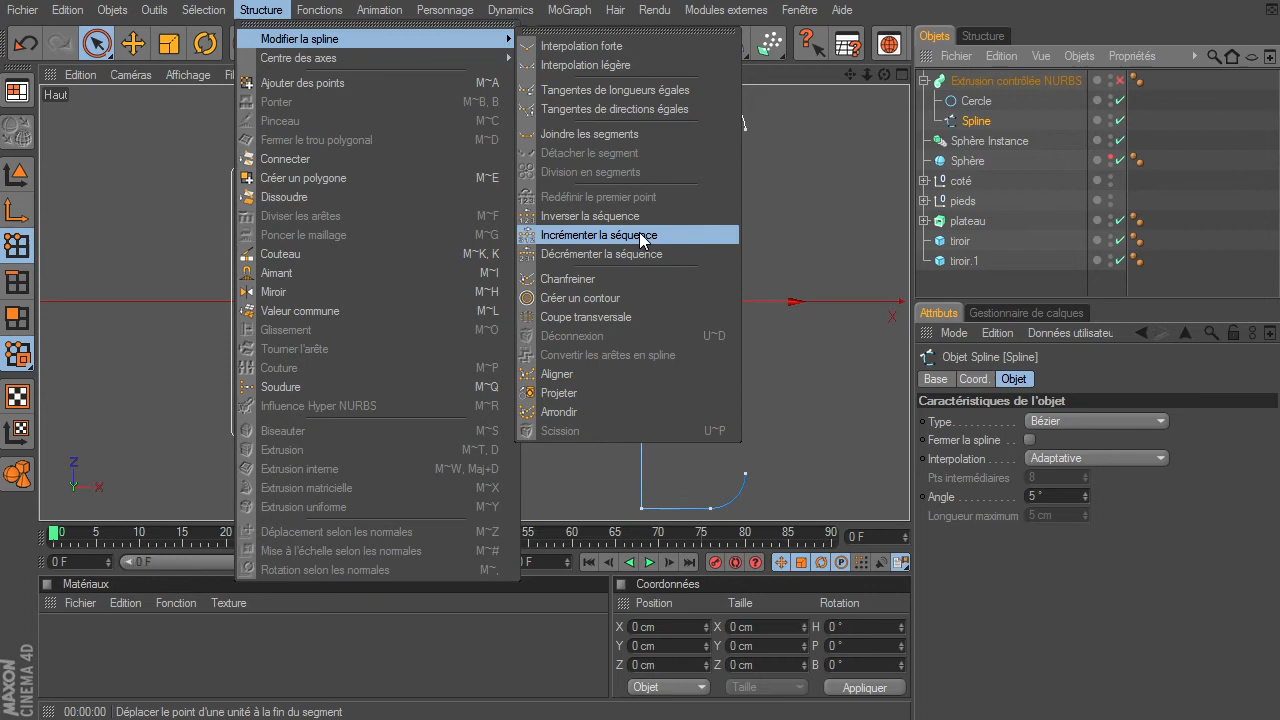 Fichier Edition Outils Sélection Structure Fonctions Animation Personnage Dynamics MoGraph Hair Rendu Modules externes Fenêtre Aide
Edition Caméras Affichage
Haut
Modifier la spline
Centre des axes
Ajouter des points M~A
Ponter M~B, B
Pinceau M~C
Fermer le trou polygonal M~D
Connecter
Créer un polygone M~E
Dissoudre
Diviser les arêtes M~F
Poncer le maillage M~G
Couteau M~K, K
Aimant M~I
Miroir M~H
Valeur commune M~L
Glissement M~O
Tourner l'arête
Couture M~P
Soudure M~Q
Influence Hyper NURBS M~R
Biseauter M~S
Extrusion M~T, D
Extrusion interne M~W, Maj+D
Extrusion matricielle M~X
Extrusion uniforme M~Y
Déplacement selon les normales M~Z
Mise à l'échelle selon les normales M~#
Rotation selon les normales M~,
Interpolation forte
Interpolation légère
Tangentes de longueurs égales
Tangentes de directions égales
Joindre les segments
Détacher le segment
Division en segments
Redéfinir le premier point
Inverser la séquence
Incrémenter la séquence
Décrémenter la séquence
Chanfreiner
Créer un contour
Coupe transversale
Déconnexion U~D
Convertir les arêtes en spline
Aligner
Projeter
Arrondir
Scission U~P
X
Z
X
Objets Structure
Fichier Edition Vue Objets Propriétés
Extrusion contrôlée NURBS
Cercle
Spline
Sphère Instance
Sphère
coté
pieds
plateau
tiroir
tiroir.1
Attributs Gestionnaire de calques
Mode Edition Données utilisateu
Objet Spline [Spline]
Base Coord. Objet
Caractéristiques de l'objet
Type Bézier
Fermer la spline
Interpolation Adaptative
Pts intermédiaires 8
Angle 5 °
Longueur maximum 5 cm
0 5 10 15 20 55 60 65 70 75 80 85 90 0 F
0 F 0 F 0 F
Matériaux
Fichier Edition Fonction Texture
Coordonnées
Position Taille Rotation
X 0 cm X 0 cm H 0 °
Y 0 cm Y 0 cm P 0 °
Z 0 cm Z 0 cm B 0 °
Objet Taille Appliquer
MAXON
CINEMA 4D
00:00:00 Déplacer le point d'une unité à la fin du segment